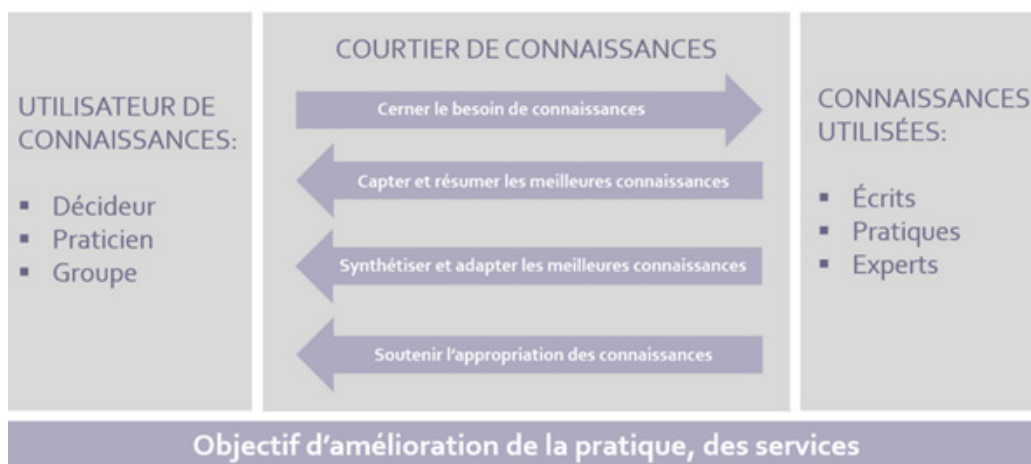 UTILISATEUR DE
CONNAISSANCES:
▪ Décideur
▪ Praticien
▪ Groupe
COURTIER DE CONNAISSANCES
Cerner le besoin de connaissances
Capter et résumer les meilleures connaissances
Synthétiser et adapter les meilleures connaissances
Soutenir l'appropriation des connaissances
CONNAISSANCES
UTILISÉES:
▪ Écrits
▪ Pratiques
▪ Experts
Objectif d'amélioration de la pratique, des services